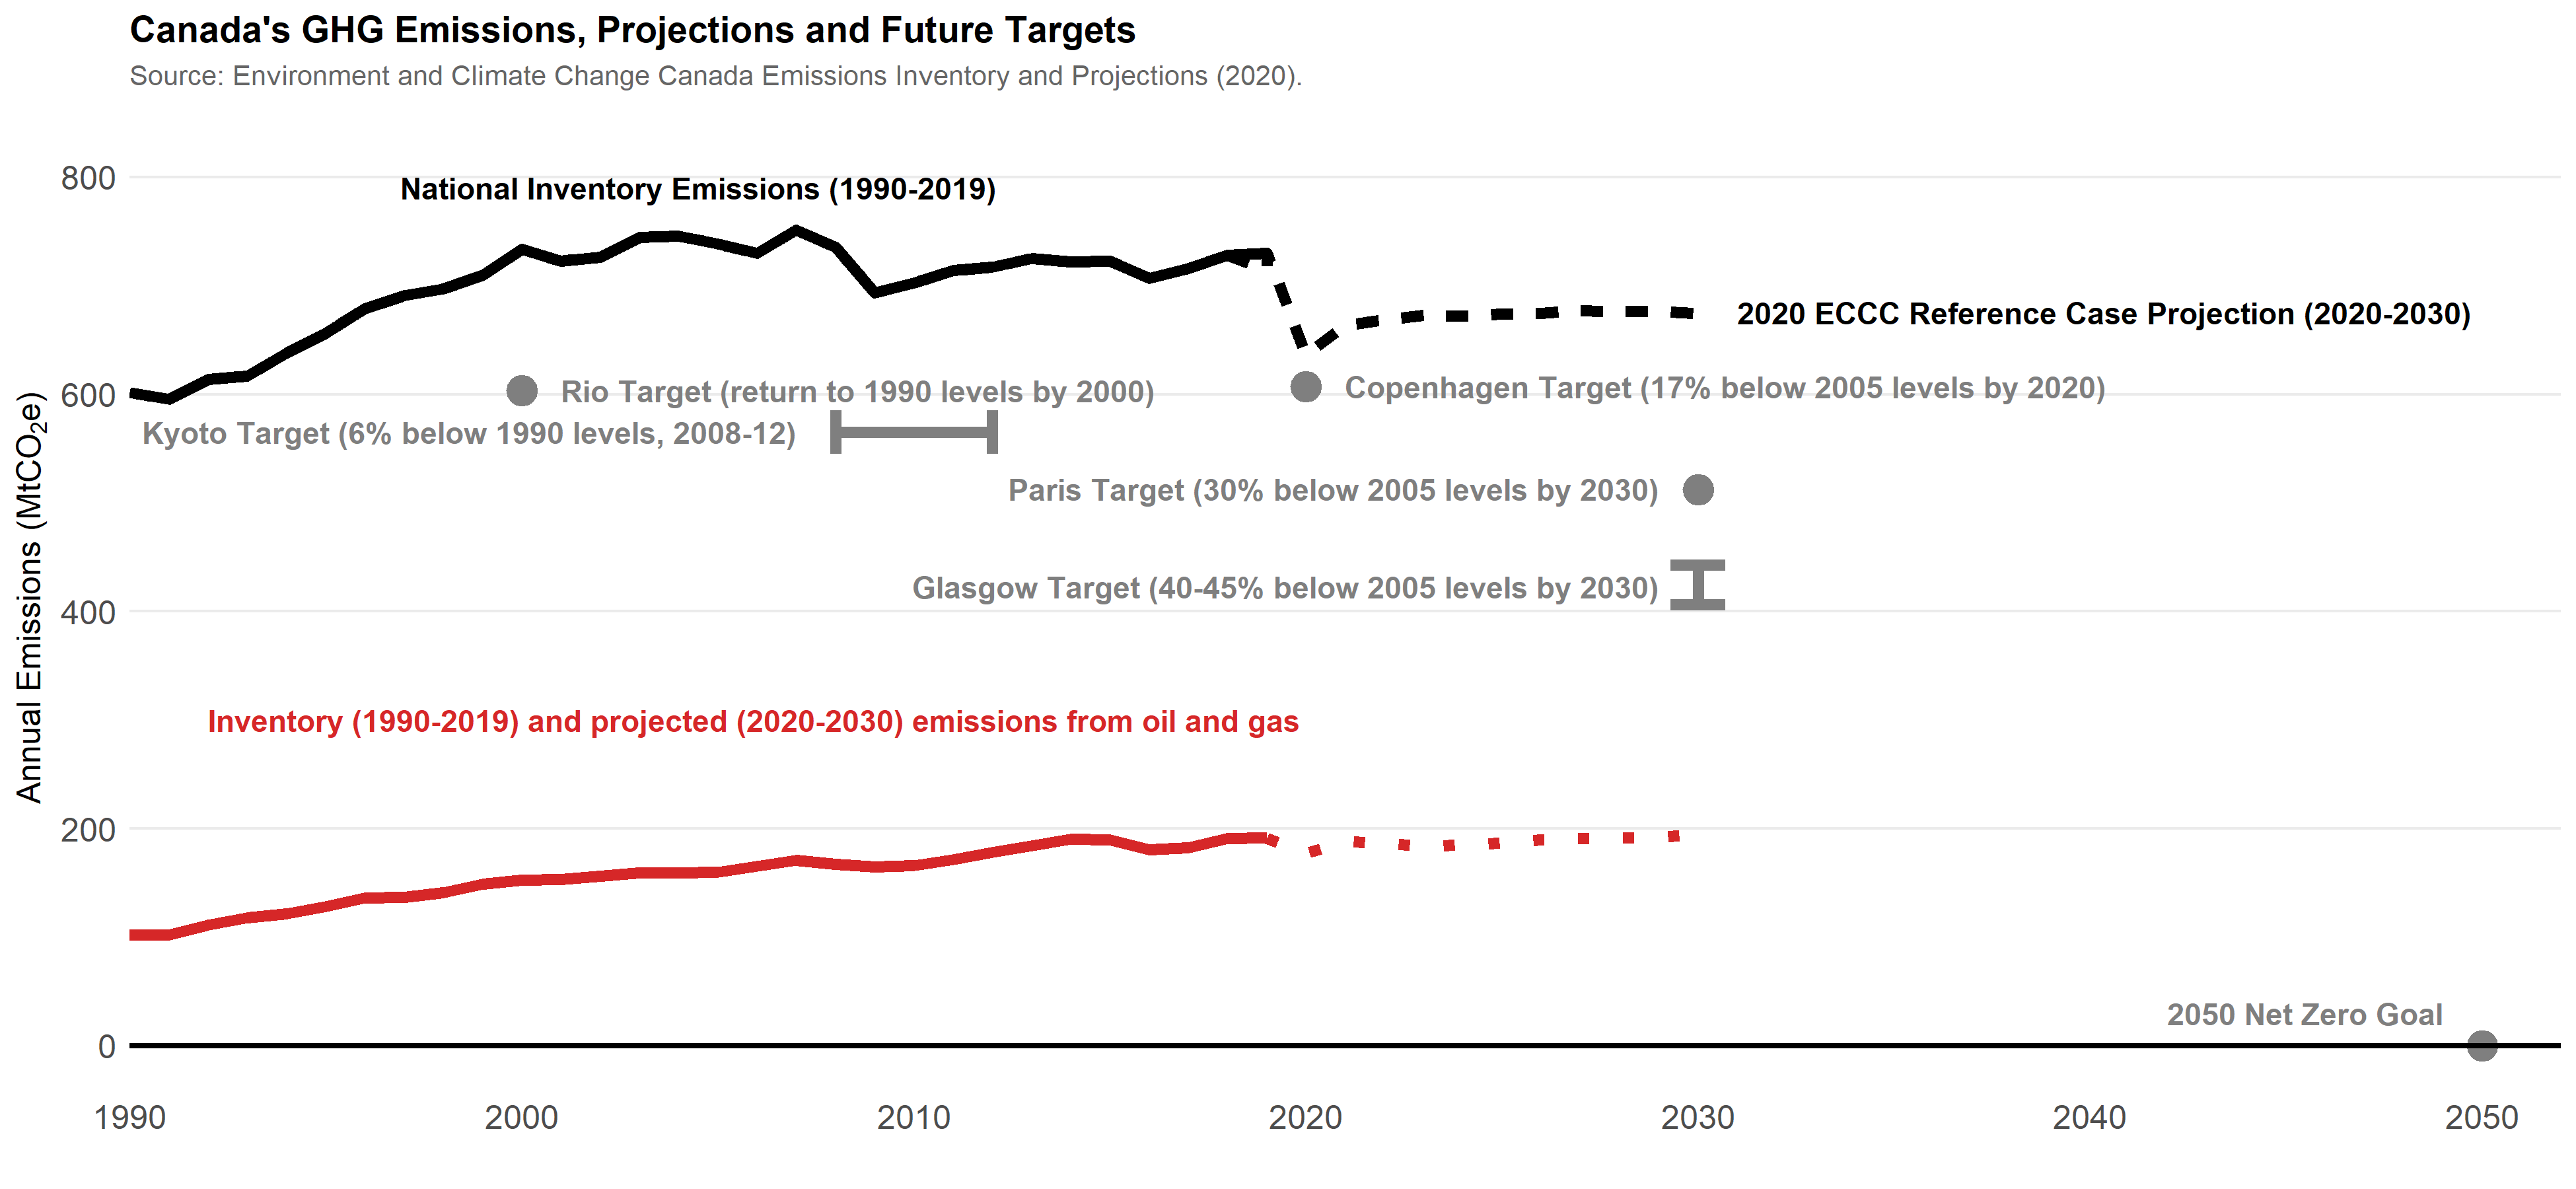 Canada's GHG Emissions, Projections and Future Targets
Source: Environment and Climate Change Canada Emissions Inventory and Projections (2020).
Annual Emissions (MtCO₂e)
800
National Inventory Emissions (1990-2019)
2020 ECCC Reference Case Projection (2020-2030)
600
Rio Target (return to 1990 levels by 2000)
Copenhagen Target (17% below 2005 levels by 2020)
Kyoto Target (6% below 1990 levels, 2008-12)
Paris Target (30% below 2005 levels by 2030)
Glasgow Target (40-45% below 2005 levels by 2030)
400
Inventory (1990-2019) and projected (2020-2030) emissions from oil and gas
200
2050 Net Zero Goal
0
1990 2000 2010 2020 2030 2040 2050